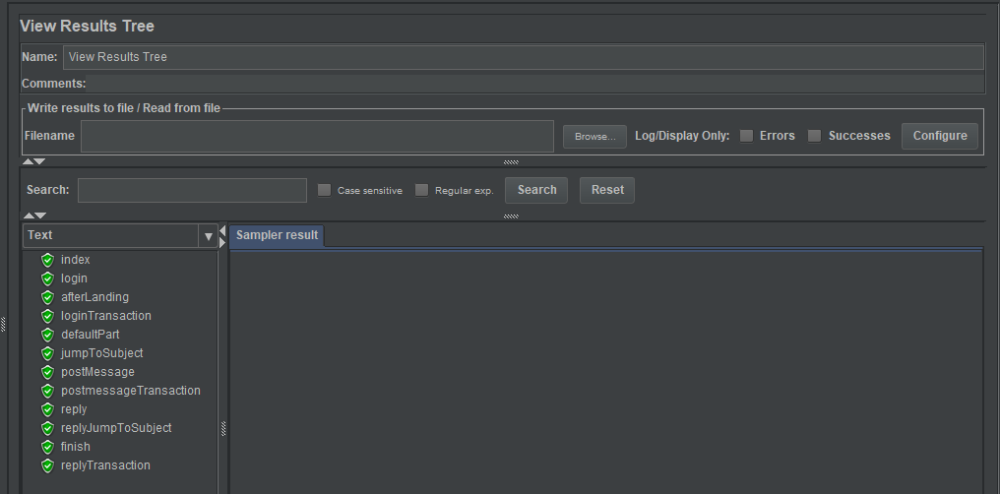 View Results Tree
Name: View Results Tree
Comments:
Write results to file / Read from file
Filename Browse... Log/Display Only: Errors Successes Configure
Search: Case sensitive Regular exp. Search Reset
Text Sampler result
index
login
afterLanding
loginTransaction
defaultPart
jumpToSubject
postMessage
postmessageTransaction
reply
replyJumpToSubject
finish
replyTransaction